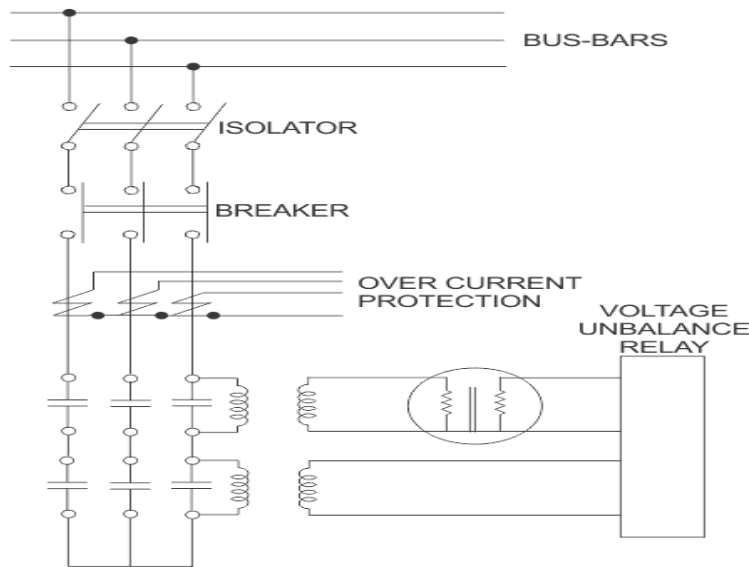 BUS-BARS
ISOLATOR
BREAKER
OVER CURRENT
PROTECTION
VOLTAGE
UNBALANCE
RELAY